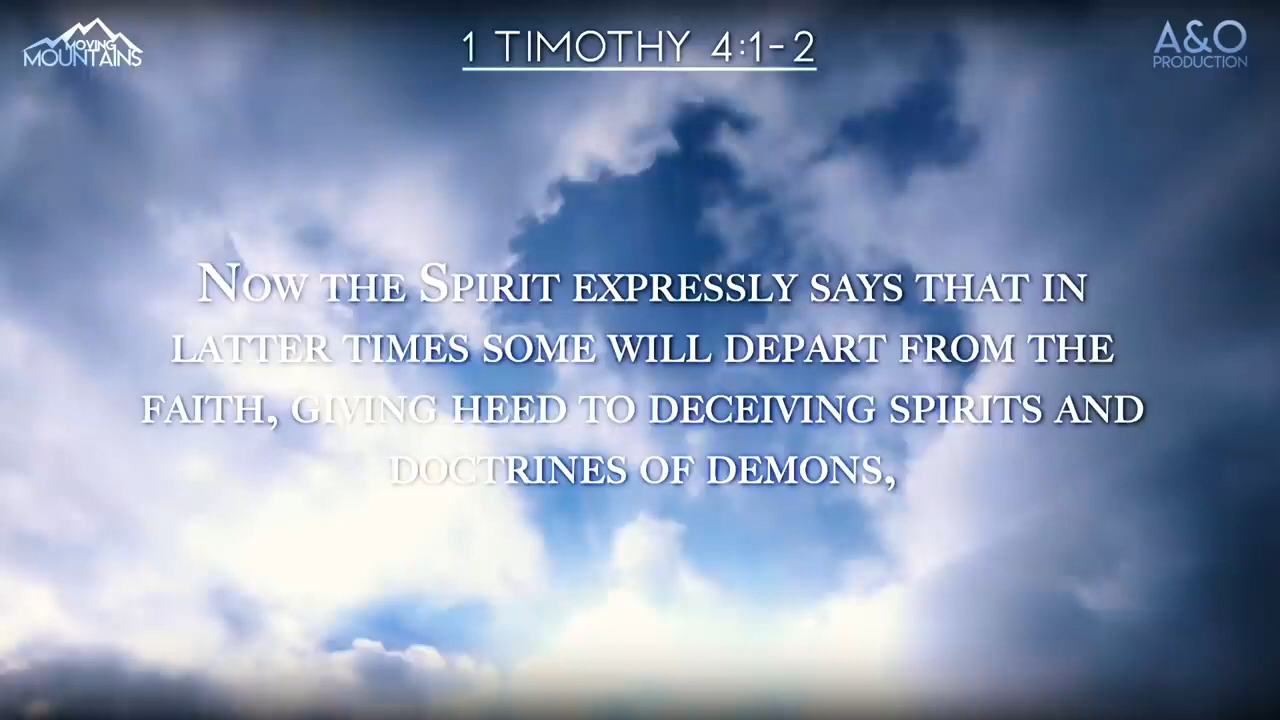 MOVING
MOUNTAINS
1 TIMOTHY 4:1-2
A&O
PRODUCTION
Now the Spirit expressly says that in
latter times some will depart from the
faith, giving heed to deceiving spirits and
doctrines of demons,